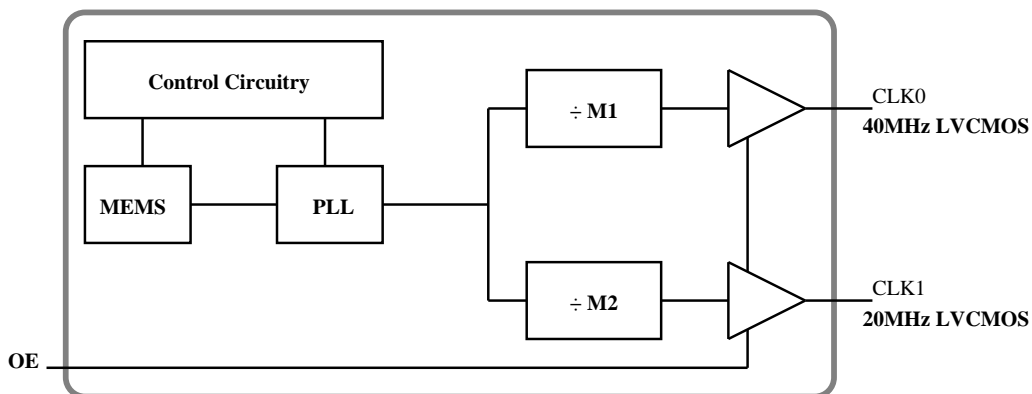 Control Circuitry
MEMS
PLL
÷ M1
÷ M2
CLK0
40MHz LVCMOS
CLK1
20MHz LVCMOS
OE